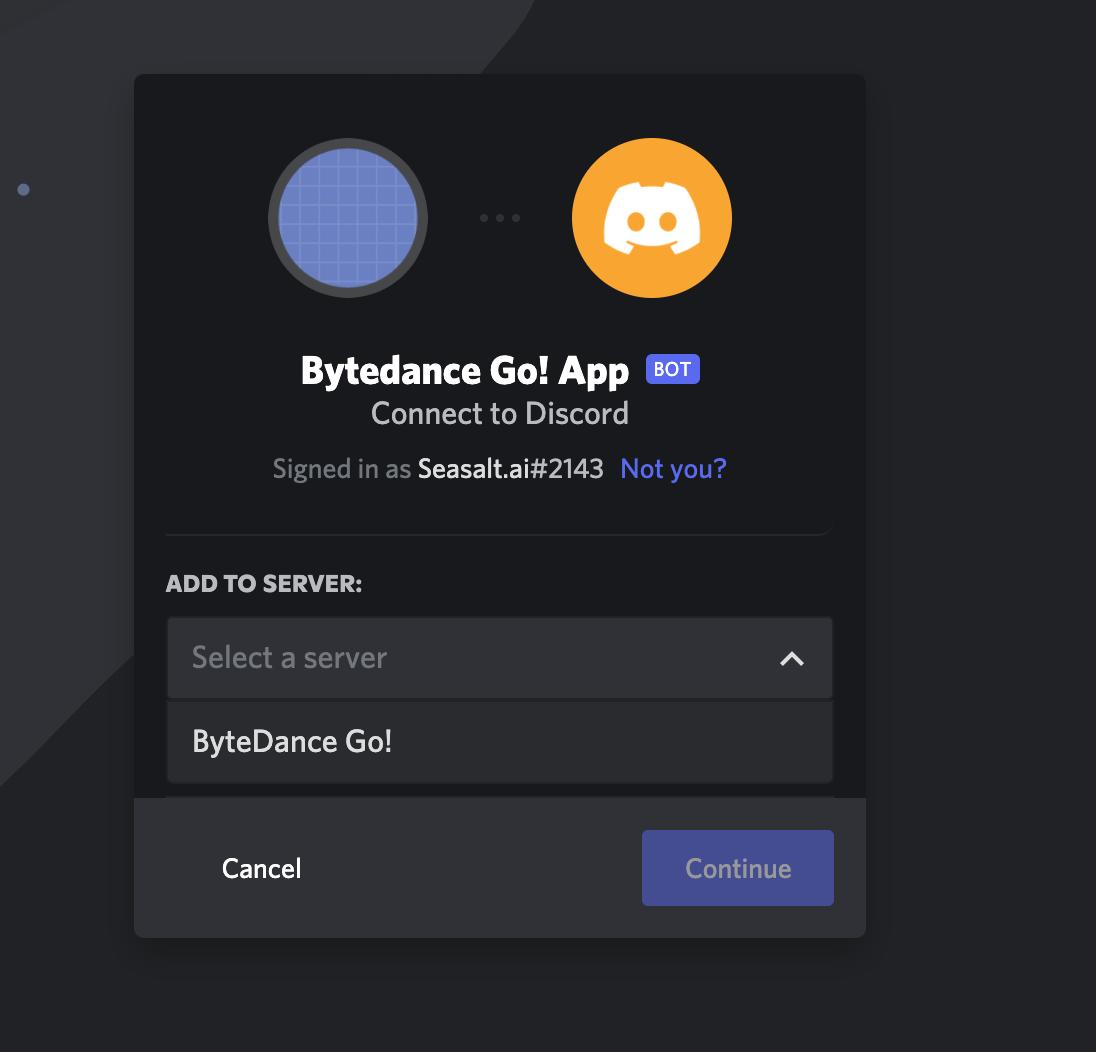 Bytedance Go! App BOT
Connect to Discord
Signed in as Seasalt.ai#2143 Not you?
ADD TO SERVER:
Select a server
ByteDance Go!
Cancel Continue